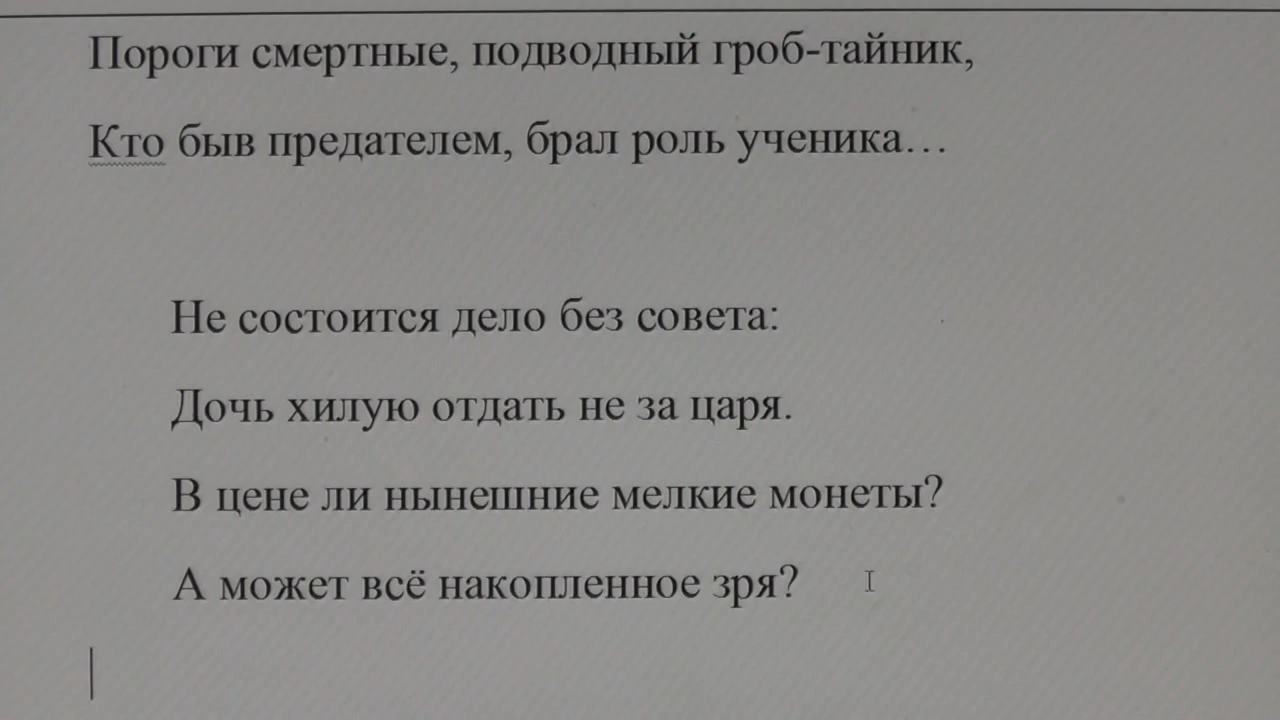 Пороги смертные, подводный гроб-тайник,
Кто быв предателем, брал роль ученика…
Не состоится дело без совета:
Дочь хилую отдать не за царя.
В цене ли нынешние мелкие монеты?
А может всё накопленное зря?